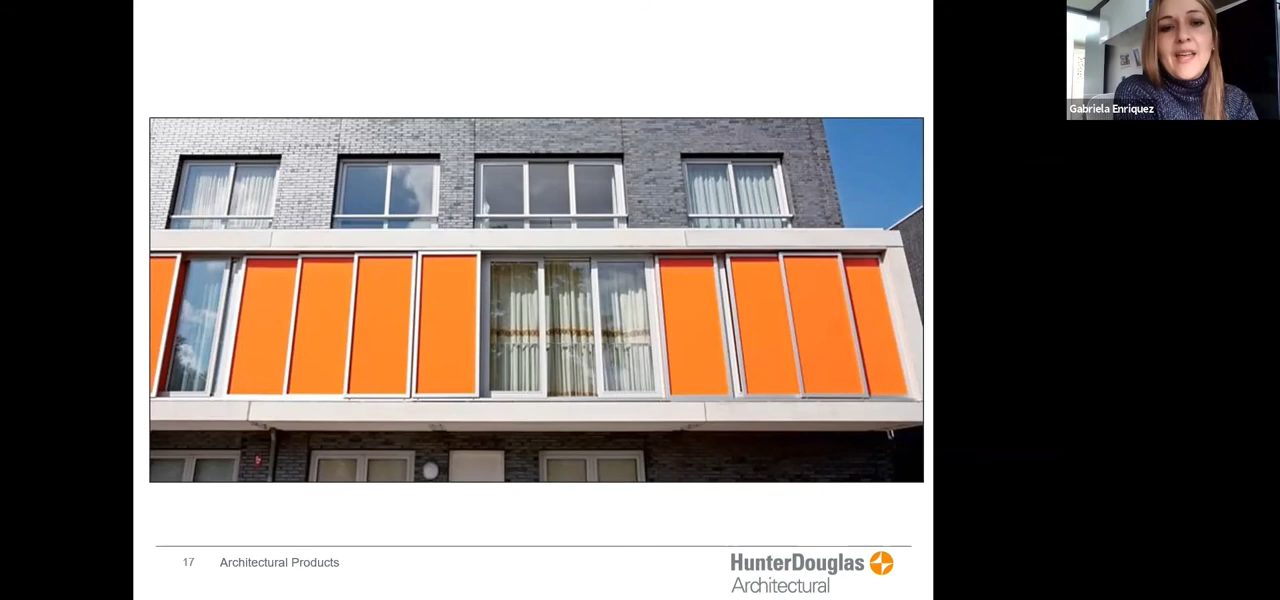 Gabriela Enriquez
17 Architectural Products
HunterDouglas
Architectural